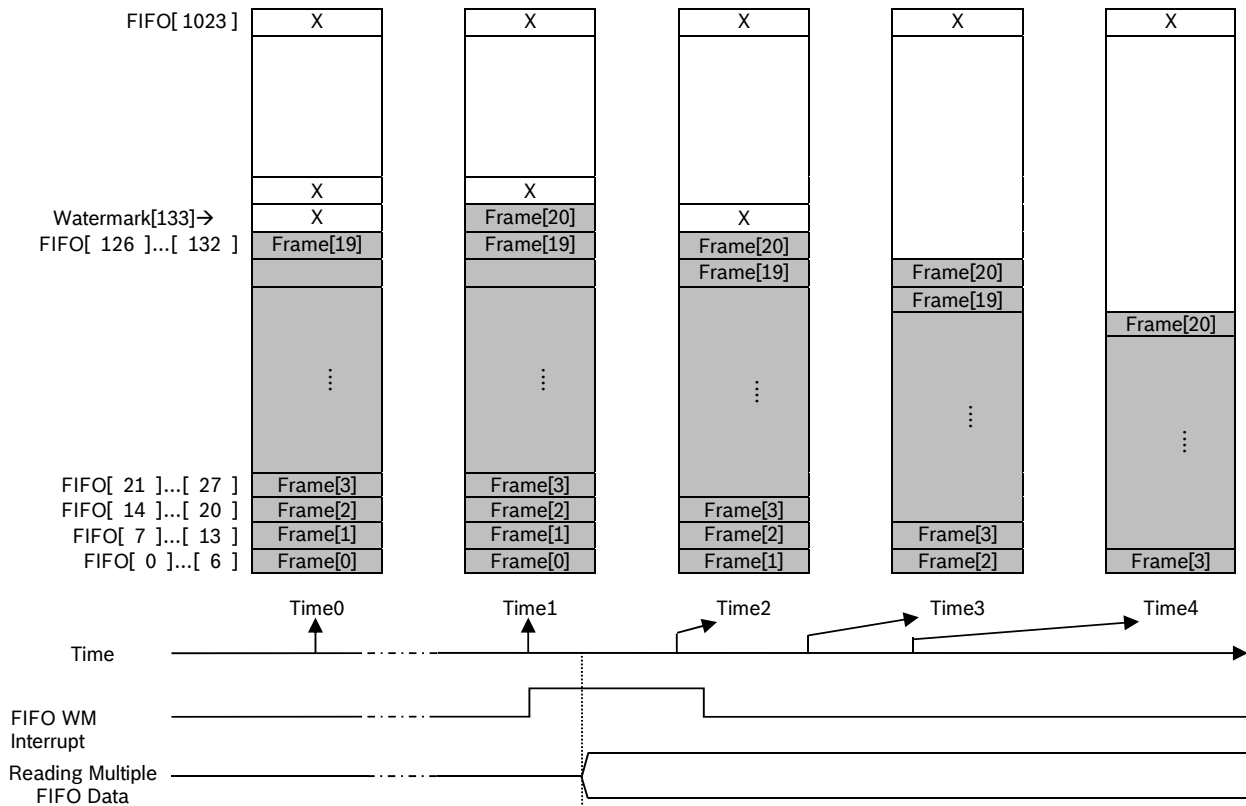 FIFO[ 1023 ] X X X X X
X X
Watermark[133]→ X Frame[20] X
FIFO[ 126 ]...[ 132 ] Frame[19] Frame[19] Frame[20]
Frame[19] Frame[20]
Frame[19]
Frame[20]
⋮ ⋮ ⋮ ⋮ ⋮
FIFO[ 21 ]...[ 27 ] Frame[3] Frame[3]
FIFO[ 14 ]...[ 20 ] Frame[2] Frame[2] Frame[3]
FIFO[ 7 ]...[ 13 ] Frame[1] Frame[1] Frame[2] Frame[3]
FIFO[ 0 ]...[ 6 ] Frame[0] Frame[0] Frame[1] Frame[2] Frame[3]
Time0 Time1 Time2 Time3 Time4
Time
FIFO WM
Interrupt
Reading Multiple
FIFO Data